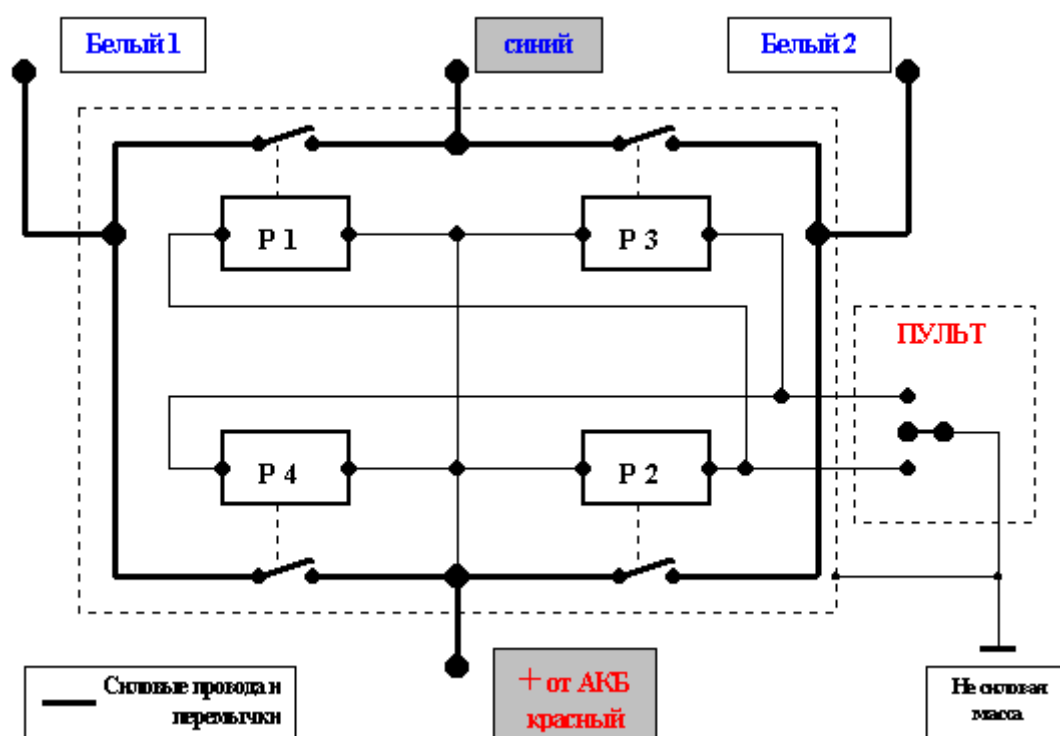 Белый 1
синий
Белый 2
Р 1
Р 3
ПУЛЬТ
Р 4
Р 2
Силовые провода и
перемычки
+ от АКБ
красный
Не силовая
масса